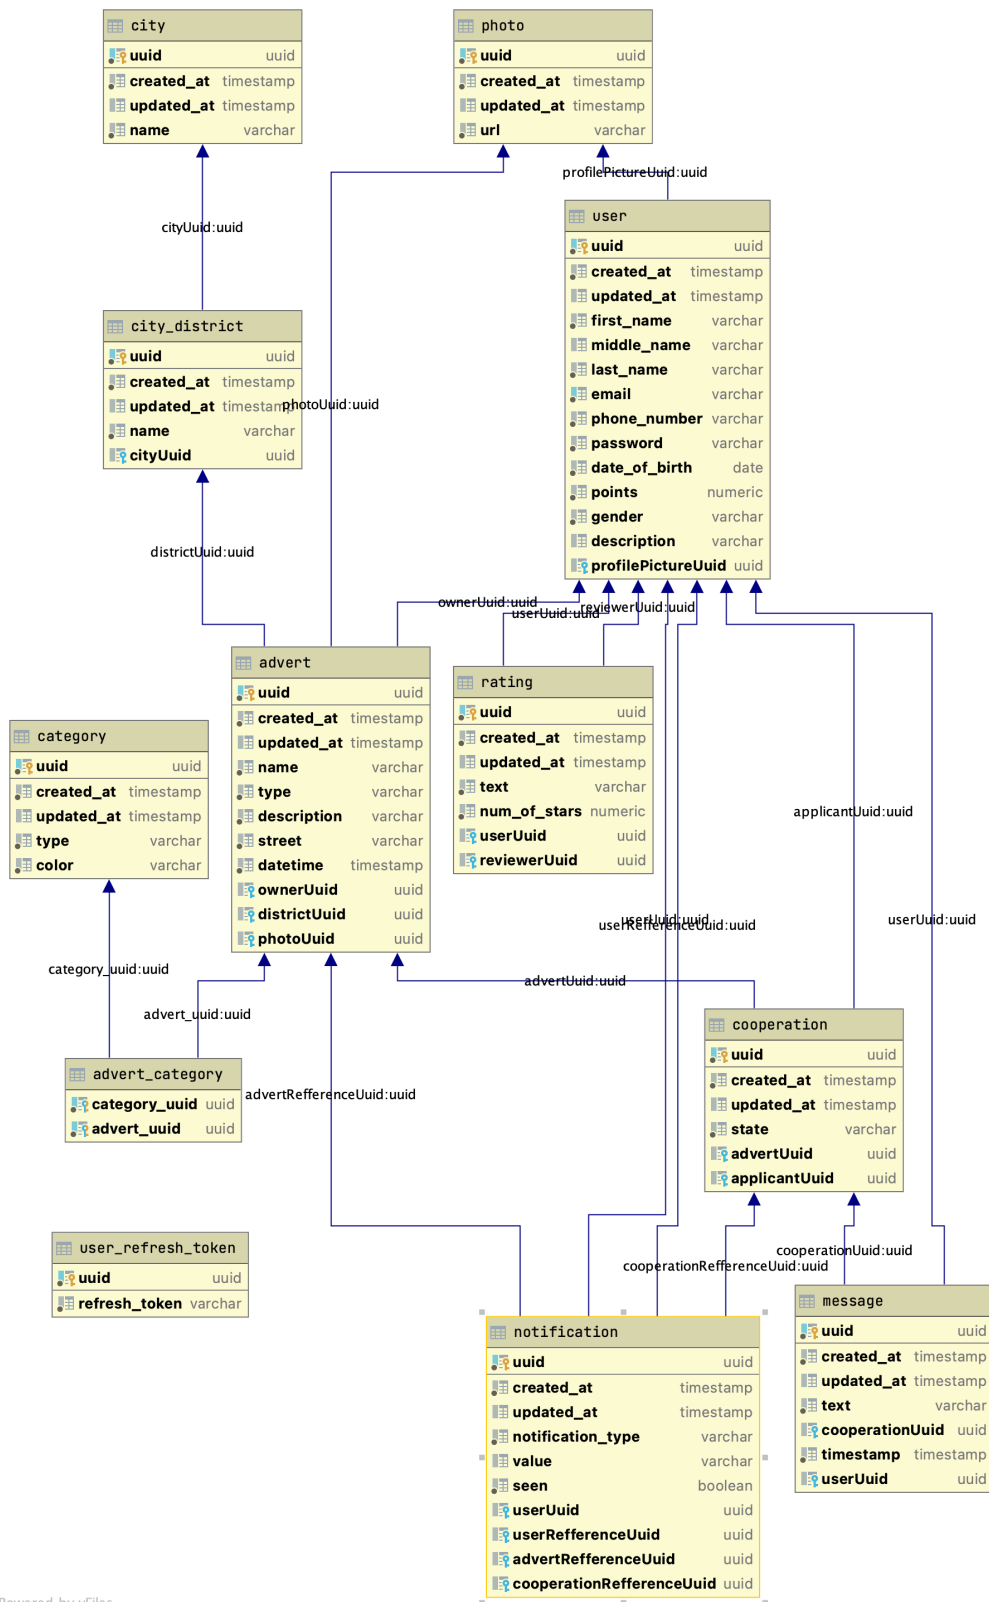 city
uuid uuid
created_at timestamp
updated_at timestamp
name varchar
photo
uuid uuid
created_at timestamp
updated_at timestamp
url varchar
profilePictureUuid:uuid
cityUuid:uuid
user
uuid uuid
created_at timestamp
updated_at timestamp
first_name varchar
middle_name varchar
last_name varchar
email varchar
phone_number varchar
password varchar
date_of_birth date
points numeric
gender varchar
description varchar
profilePictureUuid uuid
city_district
uuid uuid
created_at timestamp
updated_at timestamp
name varchar
cityUuid uuid
photoUuid:uuid
districtUuid:uuid
ownerUuid:uuid
userUuid:uuid
reviewerUuid:uuid
advert
uuid uuid
created_at timestamp
updated_at timestamp
name varchar
type varchar
description varchar
street varchar
datetime timestamp
ownerUuid uuid
districtUuid uuid
photoUuid uuid
rating
uuid uuid
created_at timestamp
updated_at timestamp
text varchar
num_of_stars numeric
userUuid uuid
reviewerUuid uuid
category
uuid uuid
created_at timestamp
updated_at timestamp
type varchar
color varchar
applicantUuid:uuid
userUuid:uuid
userRefferenceUuid:uuid
userUuid:uuid
category_uuid:uuid
advertUuid:uuid
advert_uuid:uuid
cooperation
uuid uuid
created_at timestamp
updated_at timestamp
state varchar
advertUuid uuid
applicantUuid uuid
advert_category
category_uuid uuid
advert_uuid uuid
advertRefferenceUuid:uuid
user_refresh_token
uuid uuid
refresh_token varchar
cooperationUuid:uuid
cooperationRefferenceUuid:uuid
message
uuid uuid
created_at timestamp
updated_at timestamp
text varchar
cooperationUuid uuid
timestamp timestamp
userUuid uuid
notification
uuid uuid
created_at timestamp
updated_at timestamp
notification_type varchar
value varchar
seen boolean
userUuid uuid
userRefferenceUuid uuid
advertRefferenceUuid uuid
cooperationRefferenceUuid uuid
Powered by yFiles